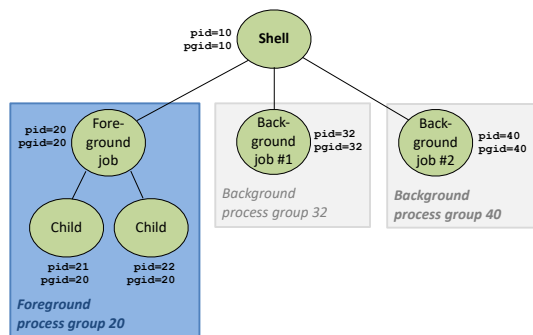 pid=10
pgid=10
Shell
pid=20
pgid=20
Fore-
ground
job
Back-
ground
job #1
pid=32
pgid=32
Back-
ground
job #2
pid=40
pgid=40
Background
process group 32
Background
process group 40
Child
Child
pid=21
pgid=20
pid=22
pgid=20
Foreground
process group 20